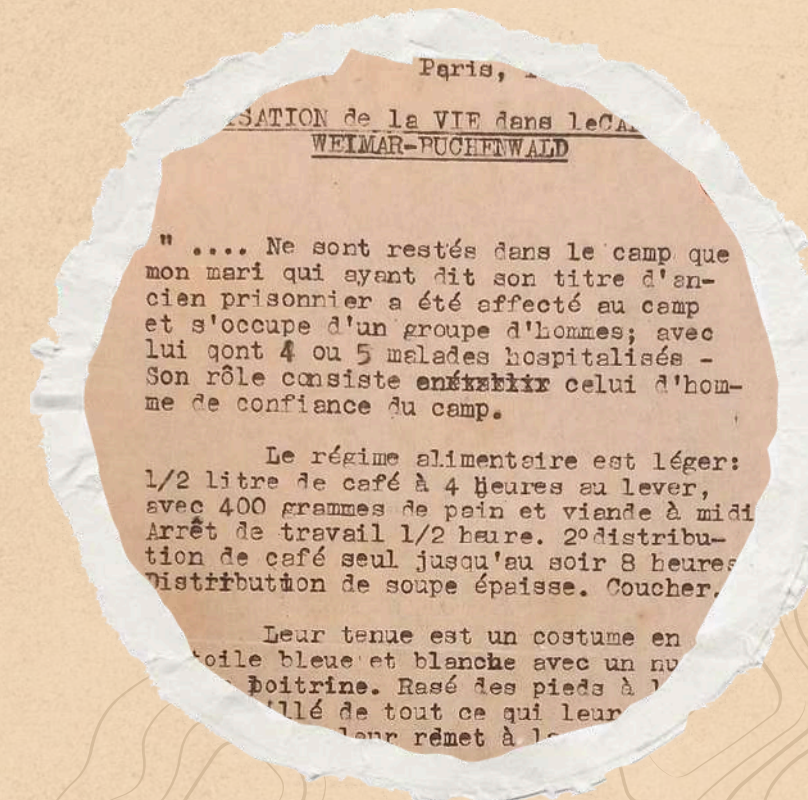 Paris,
SATION de la VIE dans leCA
WEIMAR-BUCHENWALD
" .... Ne sont restés dans le camp que
mon mari qui ayant dit son titre d'an-
cien prisonnier a été affecté au camp
et s'occupe d'un groupe d'hommes; avec
lui qont 4 ou 5 malades hospitalisés -
Son rôle consiste en celui d'hom-
me de confiance du camp.
Le régime alimentaire est léger:
1/2 litre de café à 4 heures au lever,
avec 400 grammes de pain et viande à midi
Arrêt de travail 1/2 heure. 2° distribu-
tion de café seul jusqu'au soir 8 heures
Distribution de soupe épaisse. Coucher.
Leur tenue est un costume en
toile bleue et blanche avec un nu
poitrine. Rasé des pieds à l
illé de tout ce qui leur
leur remet à la